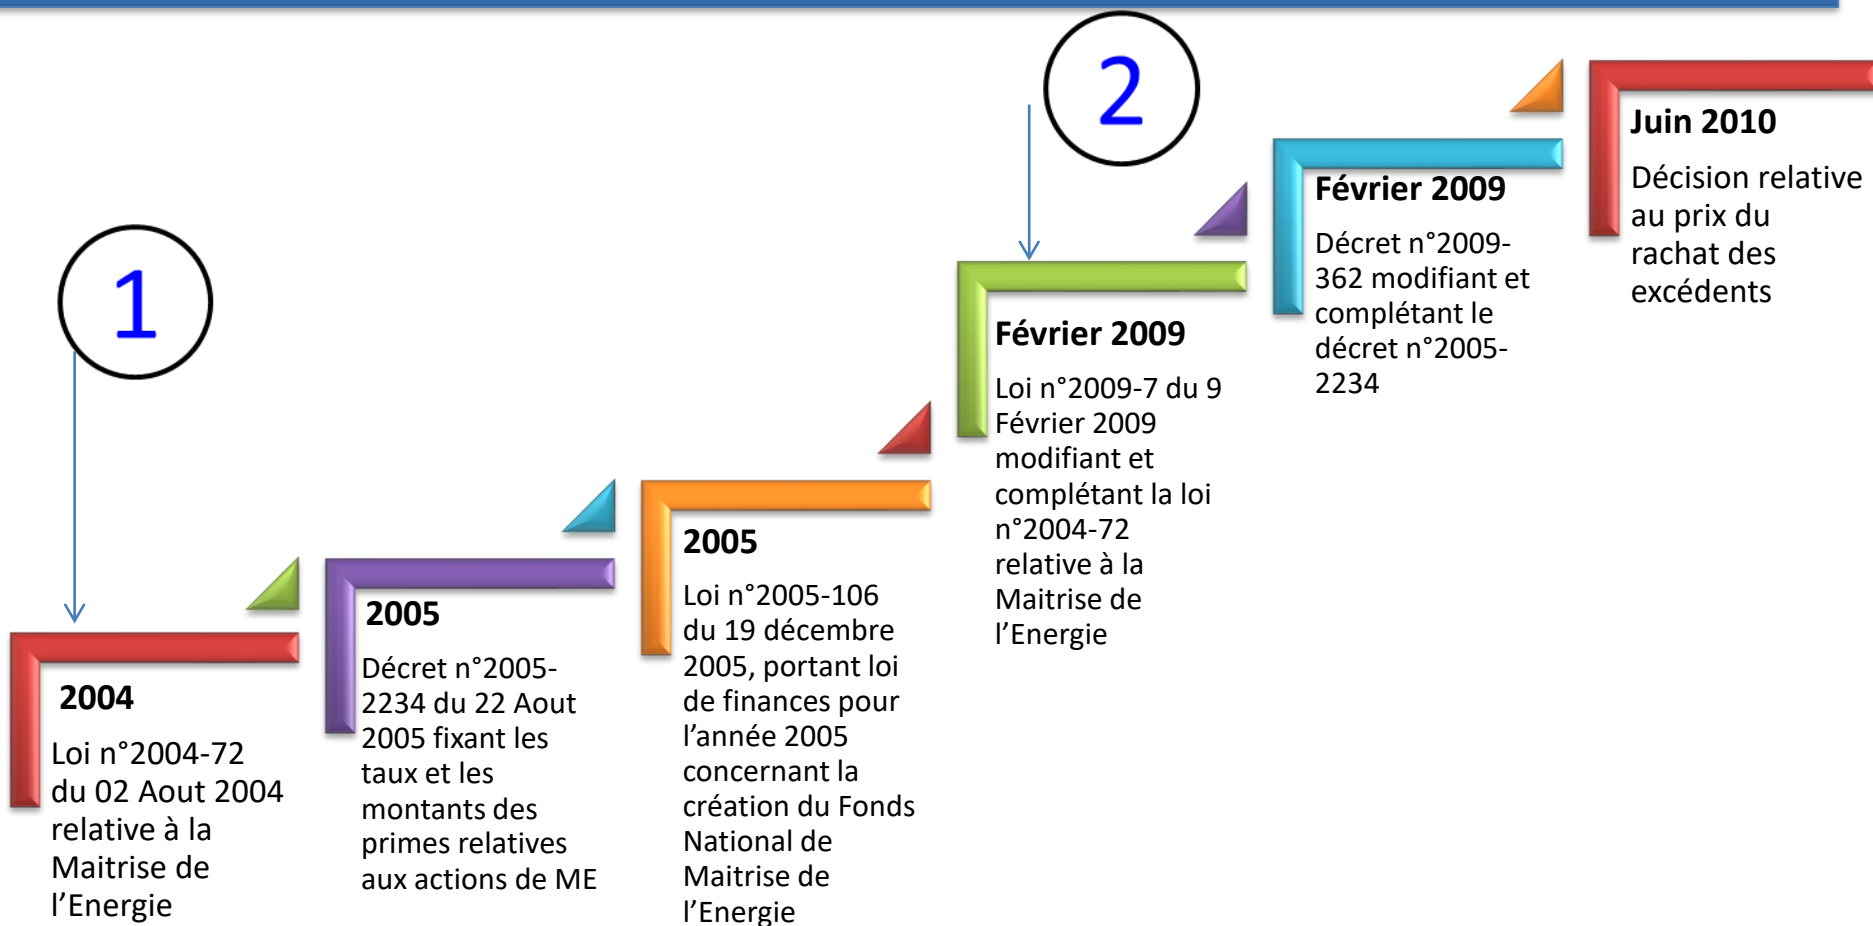 1
2004
Loi n°2004-72
du 02 Aout 2004
relative à la
Maitrise de
l’Energie
2005
Décret n°2005-
2234 du 22 Aout
2005 fixant les
taux et les
montants des
primes relatives
aux actions de ME
2005
Loi n°2005-106
du 19 décembre
2005, portant loi
de finances pour
l’année 2005
concernant la
création du Fonds
National de
Maitrise de
l’Energie
2
Février 2009
Loi n°2009-7 du 9
Février 2009
modifiant et
complétant la loi
n°2004-72
relative à la
Maitrise de
l’Energie
Février 2009
Décret n°2009-
362 modifiant et
complétant le
décret n°2005-
2234
Juin 2010
Décision relative
au prix du
rachat des
excédents